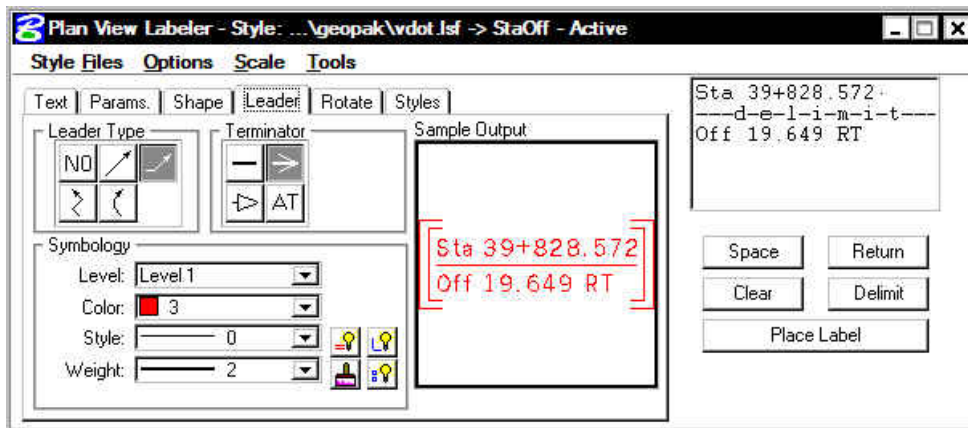 Plan View Labeler - Style: ...\geopak\vdot.lsf -> StaOff - Active
Style Files Options Scale Tools
Text Params. Shape Leader Rotate Styles
Leader Type
NO
Terminator
AT
Symbology
Level: Level 1
Color: 3
Style: 0
Weight: 2
Sample Output
Sta 39+828.572
Off 19.649 RT
Sta 39+828.572
---d-e-l-i-m-i-t---
Off 19.649 RT
Space Return
Clear Delimit
Place Label